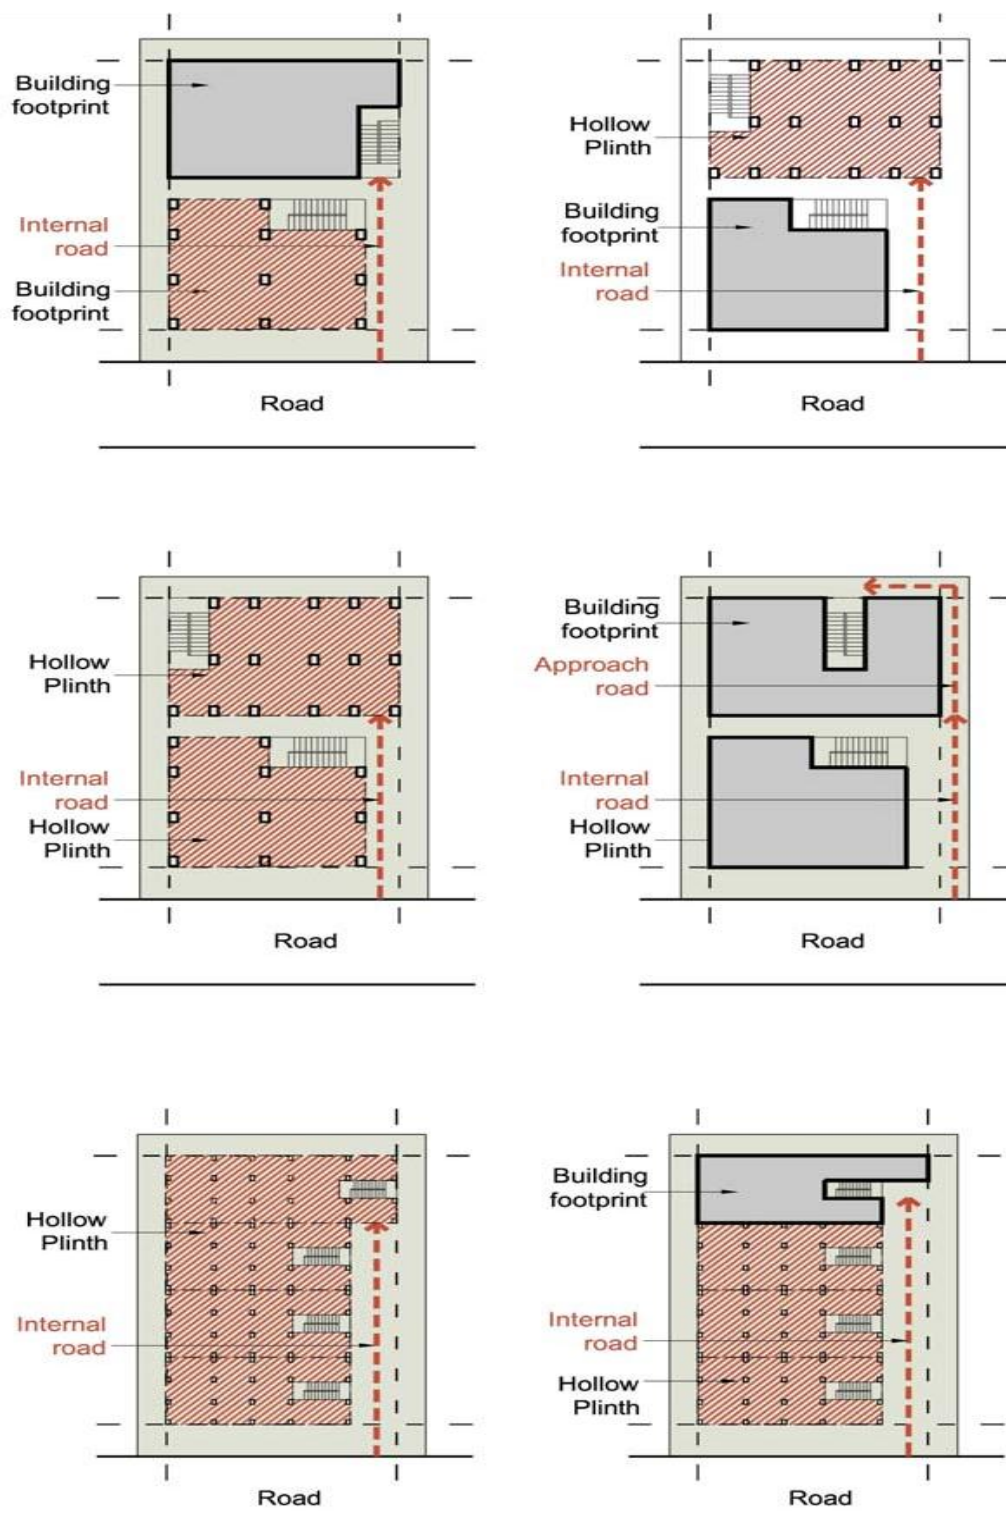 Building
footprint
Internal
road
Building
footprint
Road
Hollow
Plinth
Building
footprint
Internal
road
Road
Hollow
Plinth
Internal
road
Hollow
Plinth
Road
Building
footprint
Approach
road
Internal
road
Hollow
Plinth
Road
Hollow
Plinth
Internal
road
Road
Building
footprint
Internal
road
Hollow
Plinth
Road